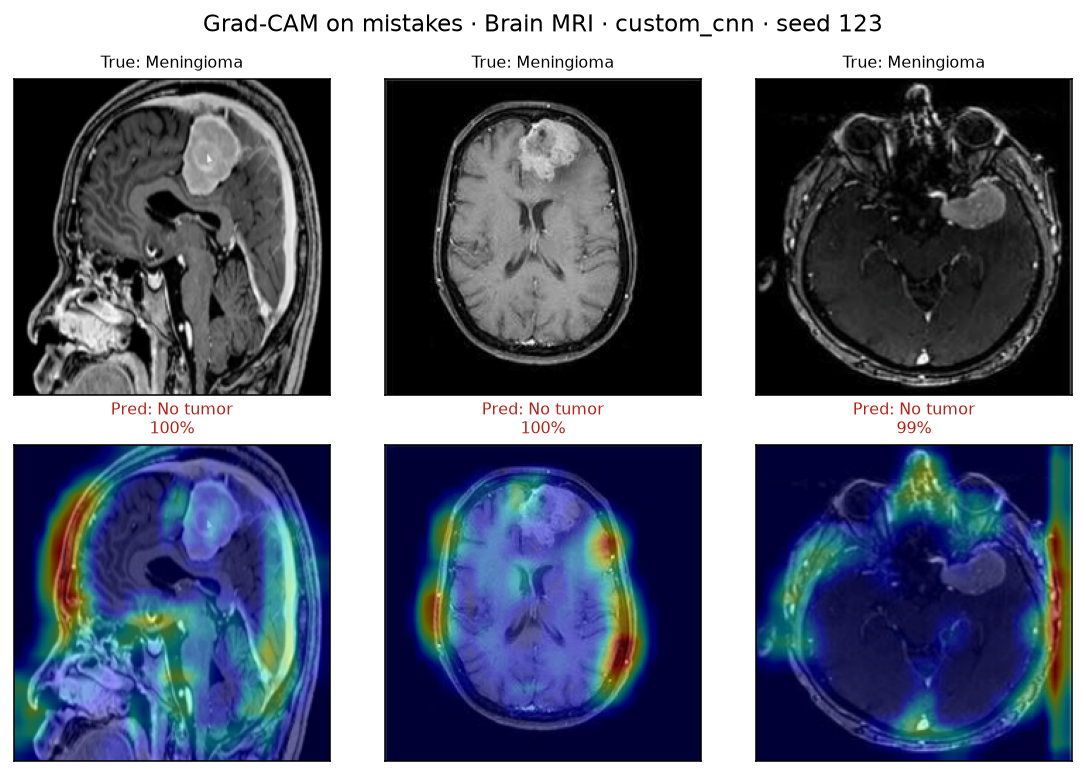 Grad-CAM on mistakes · Brain MRI · custom_cnn · seed 123
True: Meningioma
True: Meningioma
True: Meningioma
Pred: No tumor
100%
Pred: No tumor
100%
Pred: No tumor
99%